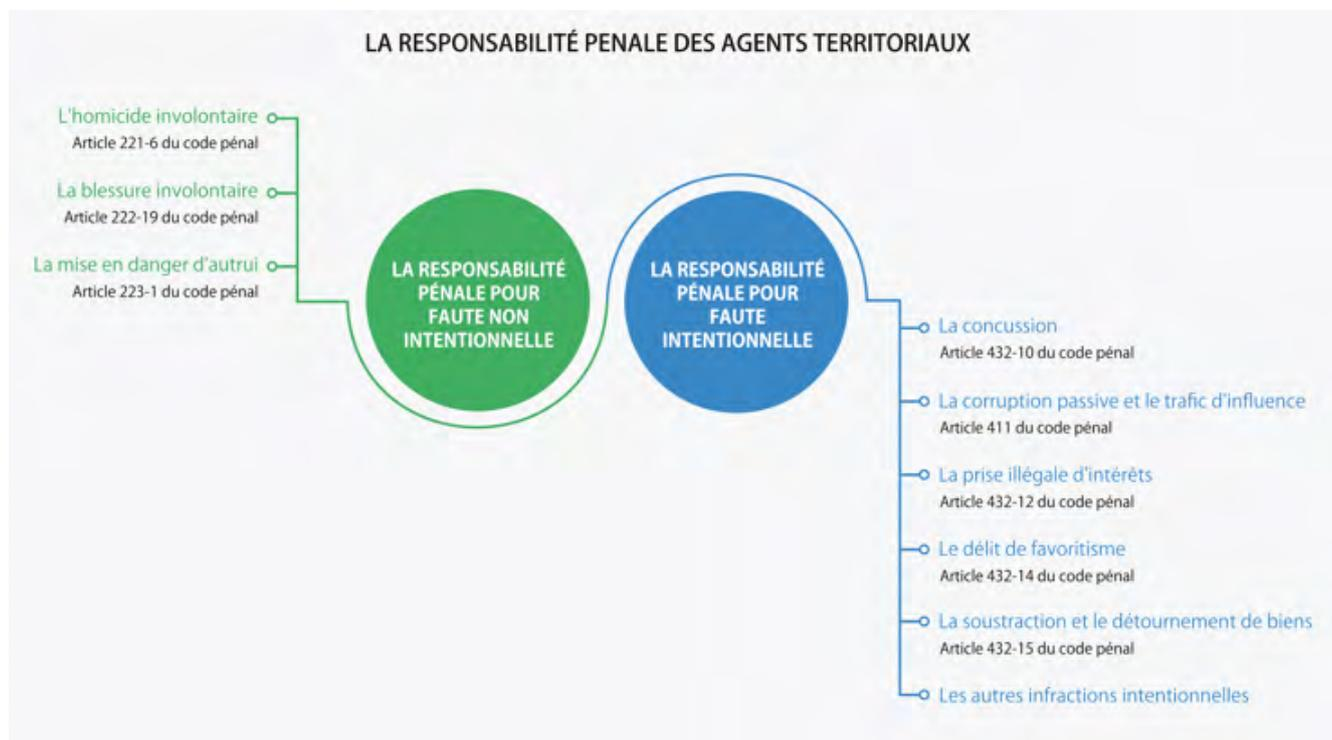 LA RESPONSABILITÉ PENALE DES AGENTS TERRITORIAUX
L'homicide involontaire
Article 221-6 du code pénal
La blessure involontaire
Article 222-19 du code pénal
La mise en danger d'autrui
Article 223-1 du code pénal
LA RESPONSABILITÉ
PÉNALE POUR
FAUTE NON
INTENTIONNELLE
LA RESPONSABILITÉ
PÉNALE POUR
FAUTE
INTENTIONNELLE
La concussion
Article 432-10 du code pénal
La corruption passive et le trafic d'influence
Article 411 du code pénal
La prise illégale d'intérêts
Article 432-12 du code pénal
Le délit de favoritisme
Article 432-14 du code pénal
La soustraction et le détournement de biens
Article 432-15 du code pénal
Les autres infractions intentionnelles